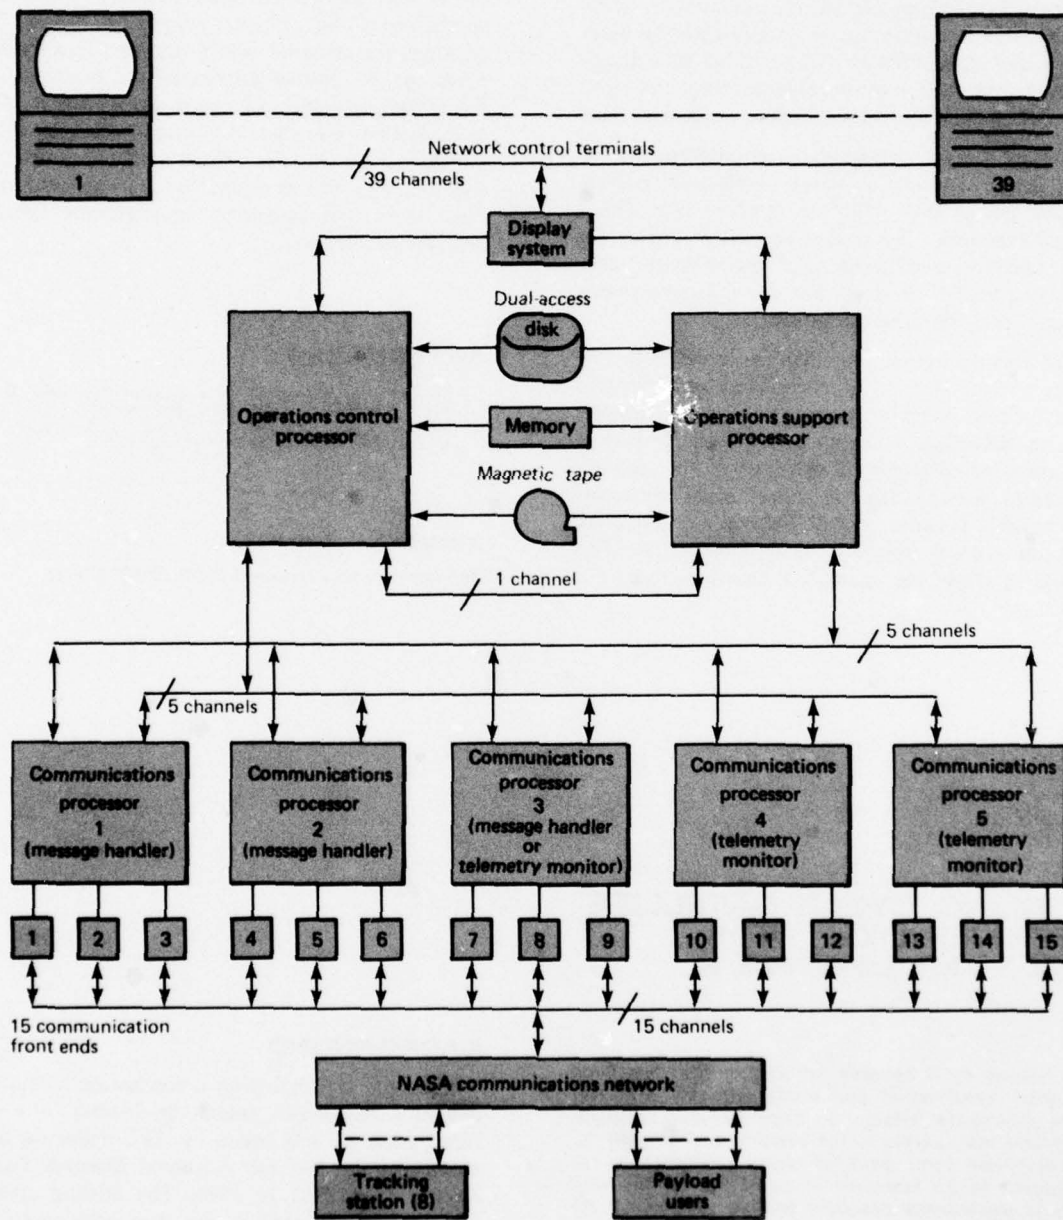 1
Network control terminals
39 channels
39
Display
system
Dual-access
disk
Operations control
processor
Memory
Operations support
processor
Magnetic tape
1 channel
5 channels
5 channels
Communications
processor
1
(message handler)
Communications
processor
2
(message handler)
Communications
processor
3
(message handler
or
telemetry monitor)
Communications
processor
4
(telemetry
monitor)
Communications
processor
5
(telemetry
monitor)
1 2 3 4 5 6 7 8 9 10 11 12 13 14 15
15 communication
front ends
15 channels
NASA communications network
Tracking
station (8)
Payload
users